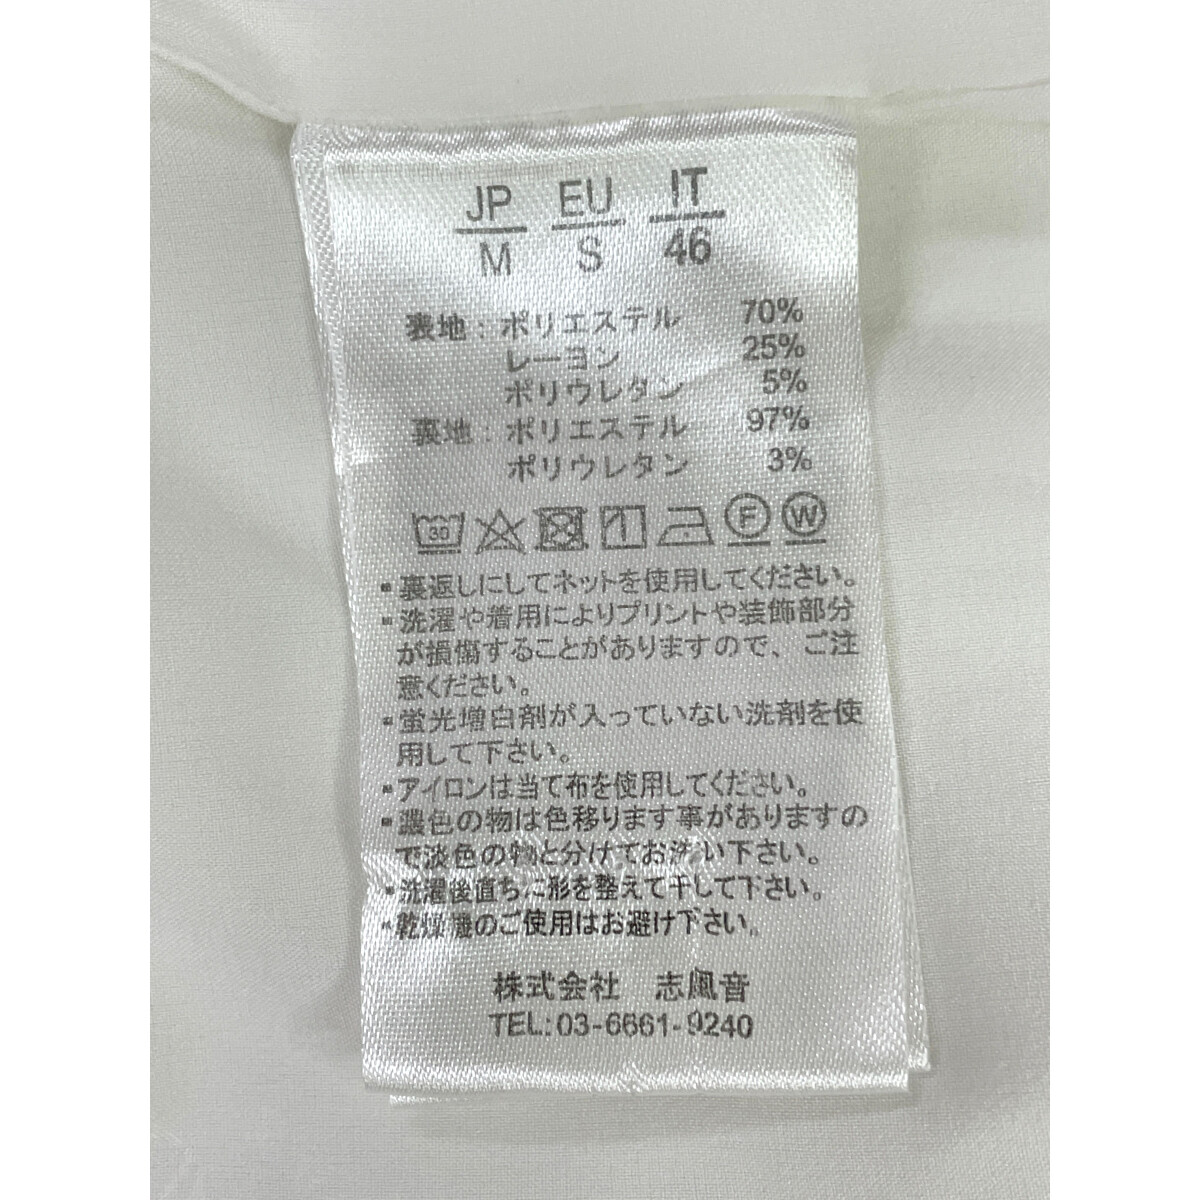 JP EU IT
M S 46
表地：ポリエステル 70%
レーヨン 25%
ポリウレタン 5%
裏地：ポリエステル 97%
ポリウレタン 3%
30 F W
・裏返しにしてネットを使用してください。
・洗濯や着用によりプリントや装飾部分
が損傷することがありますので、ご注
意ください。
・蛍光増白剤が入っていない洗剤を使
用して下さい。
・アイロンは当て布を使用してください。
・濃色の物は色移ります事がありますの
で淡色の物と分けてお洗い下さい。
・洗濯後直ちに形を整えて干して下さい。
・乾燥機のご使用はお避け下さい。
株式会社 志風音
TEL:03-6661-9240